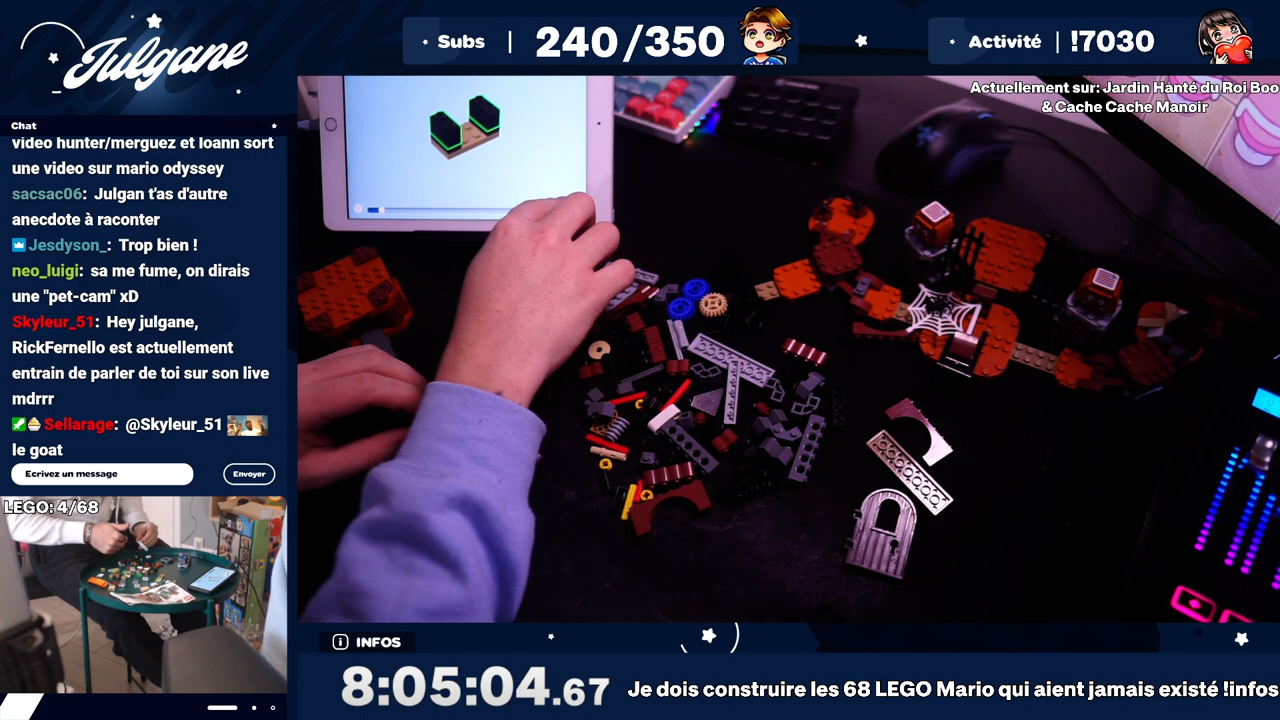 Julgane
Subs | 240/350
Activité | !7030
Actuellement sur: Jardin Hanté du Roi Boo
& Cache Cache Manoir
Chat
video hunter/merguez et Ioann sort
une video sur mario odyssey
sacsac06: Julgan t'as d'autre
anecdote à raconter
Jesdyson_: Trop bien !
neo_luigi: sa me fume, on dirais
une "pet-cam" xD
Skyleur_51: Hey julgane,
RickFernello est actuellement
entrain de parler de toi sur son live
mdrrr
Sellarage: @Skyleur_51
le goat
Ecrivez un message
Envoyer
LEGO: 4/68
INFOS
8:05:04.67
Je dois construire les 68 LEGO Mario qui aient jamais existé !infos